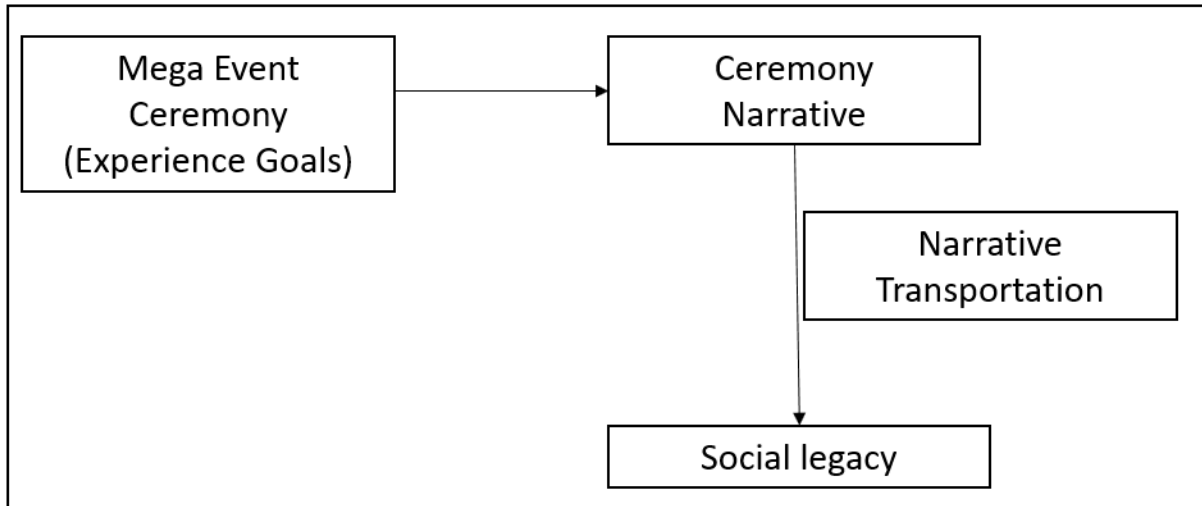 Mega Event
Ceremony
(Experience Goals)
Ceremony
Narrative
Narrative
Transportation
Social legacy